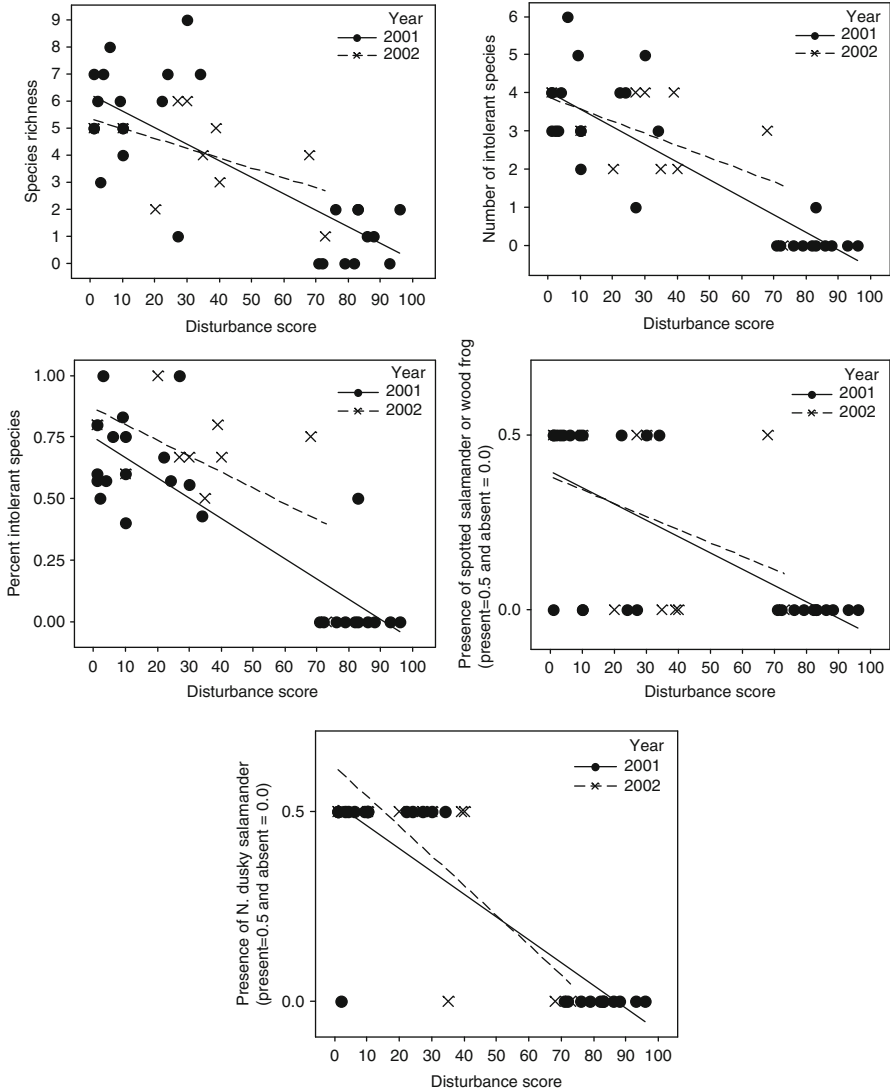 Year
2001
2002
Species richness
9
8
7
6
5
4
3
2
1
0
0 10 20 30 40 50 60 70 80 90 100
Disturbance score
Year
2001
2002
Number of intolerant species
6
5
4
3
2
1
0
0 10 20 30 40 50 60 70 80 90 100
Disturbance score
Year
2001
2002
Percent intolerant species
1.00
0.75
0.50
0.25
0.00
0 10 20 30 40 50 60 70 80 90 100
Disturbance score
Year
2001
2002
Presence of spotted salamander or wood frog
(present=0.5 and absent = 0.0)
0.5
0.0
0 10 20 30 40 50 60 70 80 90 100
Disturbance score
Year
2001
2002
Presence of N. dusky salamander
(present=0.5 and absent = 0.0)
0.5
0.0
0 10 20 30 40 50 60 70 80 90 100
Disturbance score